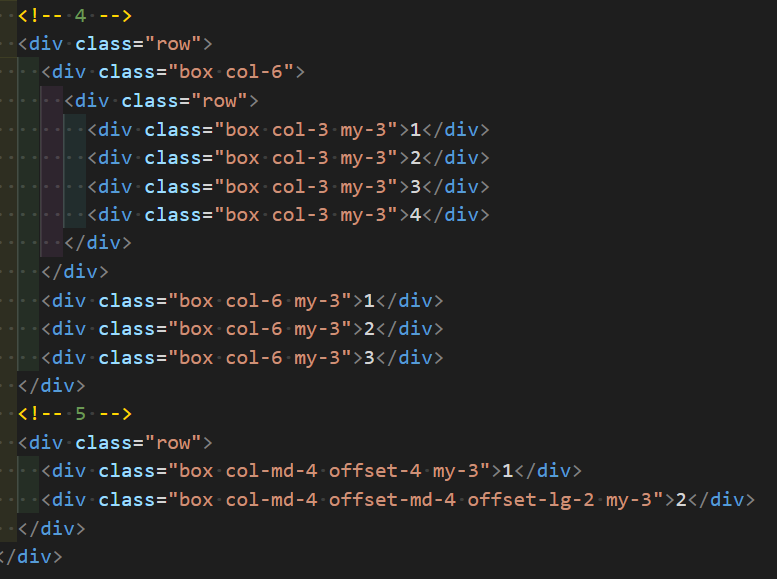 <!-- 4 -->
<div class="row">
<div class="box col-6">
<div class="row">
<div class="box col-3 my-3">1</div>
<div class="box col-3 my-3">2</div>
<div class="box col-3 my-3">3</div>
<div class="box col-3 my-3">4</div>
</div>
</div>
<div class="box col-6 my-3">1</div>
<div class="box col-6 my-3">2</div>
<div class="box col-6 my-3">3</div>
</div>
<!-- 5 -->
<div class="row">
<div class="box col-md-4 offset-4 my-3">1</div>
<div class="box col-md-4 offset-md-4 offset-lg-2 my-3">2</div>
</div>
</div>